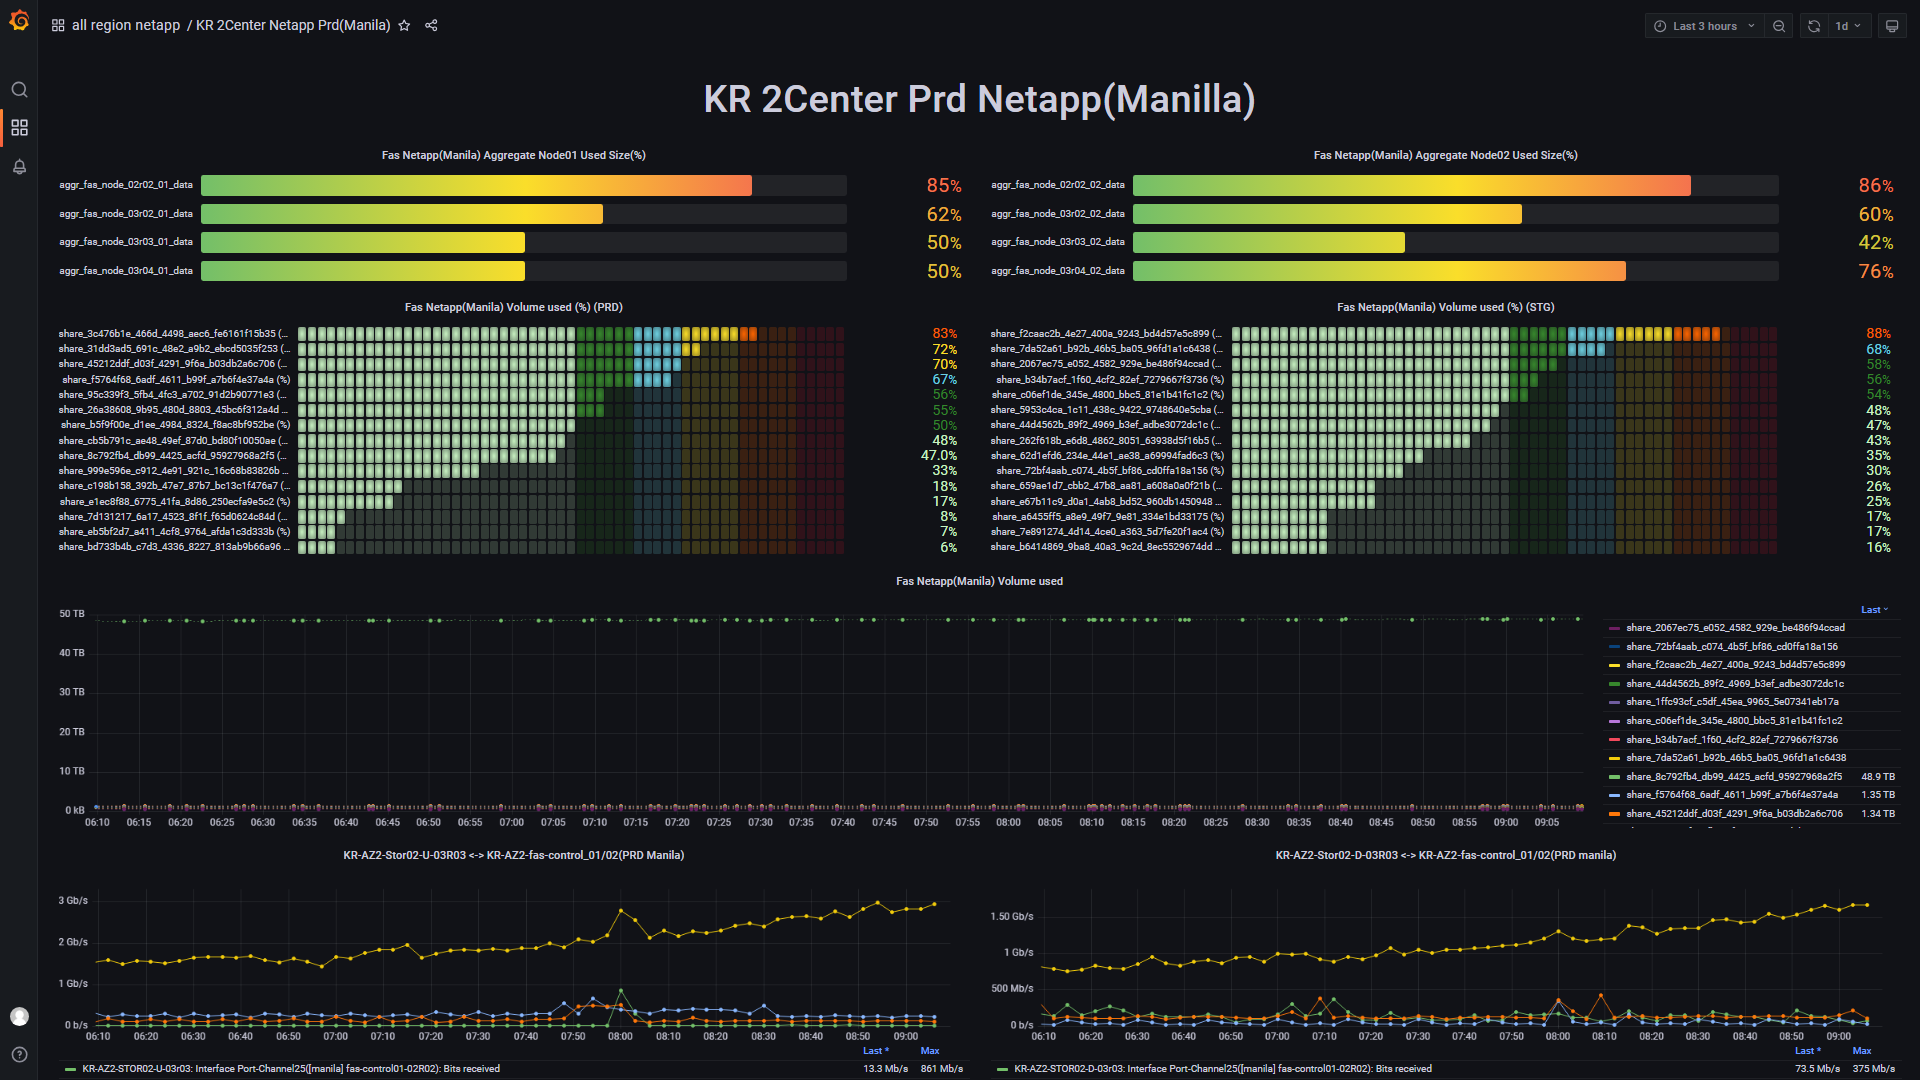 all region netapp / KR 2Center Netapp Prd(Manila)
Last 3 hours
1d
KR 2Center Prd Netapp(Manilla)
Fas Netapp(Manila) Aggregate Node01 Used Size(%)
aggr_fas_node_02r02_01_data 85%
aggr_fas_node_03r02_01_data 62%
aggr_fas_node_03r03_01_data 50%
aggr_fas_node_03r04_01_data 50%
Fas Netapp(Manila) Aggregate Node02 Used Size(%)
aggr_fas_node_02r02_02_data 86%
aggr_fas_node_03r02_02_data 60%
aggr_fas_node_03r03_02_data 42%
aggr_fas_node_03r04_02_data 76%
Fas Netapp(Manila) Volume used (%) (PRD)
share_3c476b1e_466d_4498_aec6_fe6161f15b35 (... 83%
share_31dd3ad5_691c_48e2_a9b2_ebcd5035f253 (... 72%
share_45212ddf_d03f_4291_9f6a_b03db2a6c706 (... 70%
share_f5764f68_6adf_4611_b99f_a7b6f4e37a4a (%) 67%
share_95c339f3_5fb4_4fc3_a702_91d2b90771e3 (... 56%
share_26a38608_9b95_480d_8803_45bc6f312a4d ... 55%
share_b5f9f00e_d1ee_4984_8324_f8ac8bf952be (%) 50%
share_cb5b791c_ae48_49ef_87d0_bd80f10050ae (... 48%
share_8c792fb4_db99_4425_acfd_95927968a2f5 (... 47.0%
share_999e596e_c912_4e91_921c_16c68b83826b ... 33%
share_c198b158_392b_47e7_87b7_bc13c1f476a7 (... 18%
share_e1ec8f88_6775_41fa_8d86_250ecfa9e5c2 (%) 17%
share_7d131217_6a17_4523_8f1f_f65d0624c84d (... 8%
share_eb5bf2d7_a411_4cf8_9764_afda1c3d333b (%) 7%
share_bd733b4b_c7d3_4336_8227_813ab9b66a96 ... 6%
Fas Netapp(Manila) Volume used (%) (STG)
share_f2caac2b_4e27_400a_9243_bd4d57e5c899 (... 88%
share_7da52a61_b92b_46b5_ba05_96fd1a1c6438 (... 68%
share_2067ec75_e052_4582_929e_be486f94ccad (... 58%
share_b34b7acf_1f60_4cf2_82ef_7279667f3736 (%) 56%
share_c06ef1de_345e_4800_bbc5_81e1b41fc1c2 (%) 54%
share_5953c4ca_1c11_438c_9422_9748640e5cba (... 48%
share_44d4562b_89f2_4969_b3ef_adbe3072dc1c (... 47%
share_262f618b_e6d8_4862_8051_63938d5f16b5 (... 43%
share_62d1efd6_234e_44e1_ae38_a69994fad6c3 (... 35%
share_72bf4aab_c074_4b5f_bf86_cd0ffa18a156 (%) 30%
share_659ae1d7_cbb2_47b8_aa81_a608a0a0f21b (... 26%
share_e67b11c9_d0a1_4ab8_bd52_960db1450948 ... 25%
share_a6455ff5_a8e9_49f7_9e81_334e1bd33175 (%) 17%
share_7e891274_4d14_4ce0_a363_5d7fe20f1ac4 (%) 17%
share_b6414869_9ba8_40a3_9c2d_8ec5529674dd ... 16%
Fas Netapp(Manila) Volume used
50 TB
40 TB
30 TB
20 TB
10 TB
0 kB
06:10 06:15 06:20 06:25 06:30 06:35 06:40 06:45 06:50 06:55 07:00 07:05 07:10 07:15 07:20 07:25 07:30 07:35 07:40 07:45 07:50 07:55 08:00 08:05 08:10 08:15 08:20 08:25 08:30 08:35 08:40 08:45 08:50 08:55 09:00 09:05
Last
share_2067ec75_e052_4582_929e_be486f94ccad
share_72bf4aab_c074_4b5f_bf86_cd0ffa18a156
share_f2caac2b_4e27_400a_9243_bd4d57e5c899
share_44d4562b_89f2_4969_b3ef_adbe3072dc1c
share_1ffc93cf_c5df_45ea_9965_5e07341eb17a
share_c06ef1de_345e_4800_bbc5_81e1b41fc1c2
share_b34b7acf_1f60_4cf2_82ef_7279667f3736
share_7da52a61_b92b_46b5_ba05_96fd1a1c6438
share_8c792fb4_db99_4425_acfd_95927968a2f5 48.9 TB
share_f5764f68_6adf_4611_b99f_a7b6f4e37a4a 1.35 TB
share_45212ddf_d03f_4291_9f6a_b03db2a6c706 1.34 TB
KR-AZ2-Stor02-U-03R03 <-> KR-AZ2-fas-control_01/02(PRD Manila)
3 Gb/s
2 Gb/s
1 Gb/s
0 b/s
06:10 06:20 06:30 06:40 06:50 07:00 07:10 07:20 07:30 07:40 07:50 08:00 08:10 08:20 08:30 08:40 08:50 09:00
Last * Max
KR-AZ2-STOR02-U-03r03: Interface Port-Channel25([manila] fas-control01-02R02): Bits received 13.3 Mb/s 861 Mb/s
KR-AZ2-Stor02-D-03R03 <-> KR-AZ2-fas-control_01/02(PRD manila)
1.50 Gb/s
1 Gb/s
500 Mb/s
0 b/s
06:10 06:20 06:30 06:40 06:50 07:00 07:10 07:20 07:30 07:40 07:50 08:00 08:10 08:20 08:30 08:40 08:50 09:00
Last * Max
KR-AZ2-STOR02-D-03r03: Interface Port-Channel25([manila] fas-control01-02R02): Bits received 73.5 Mb/s 375 Mb/s